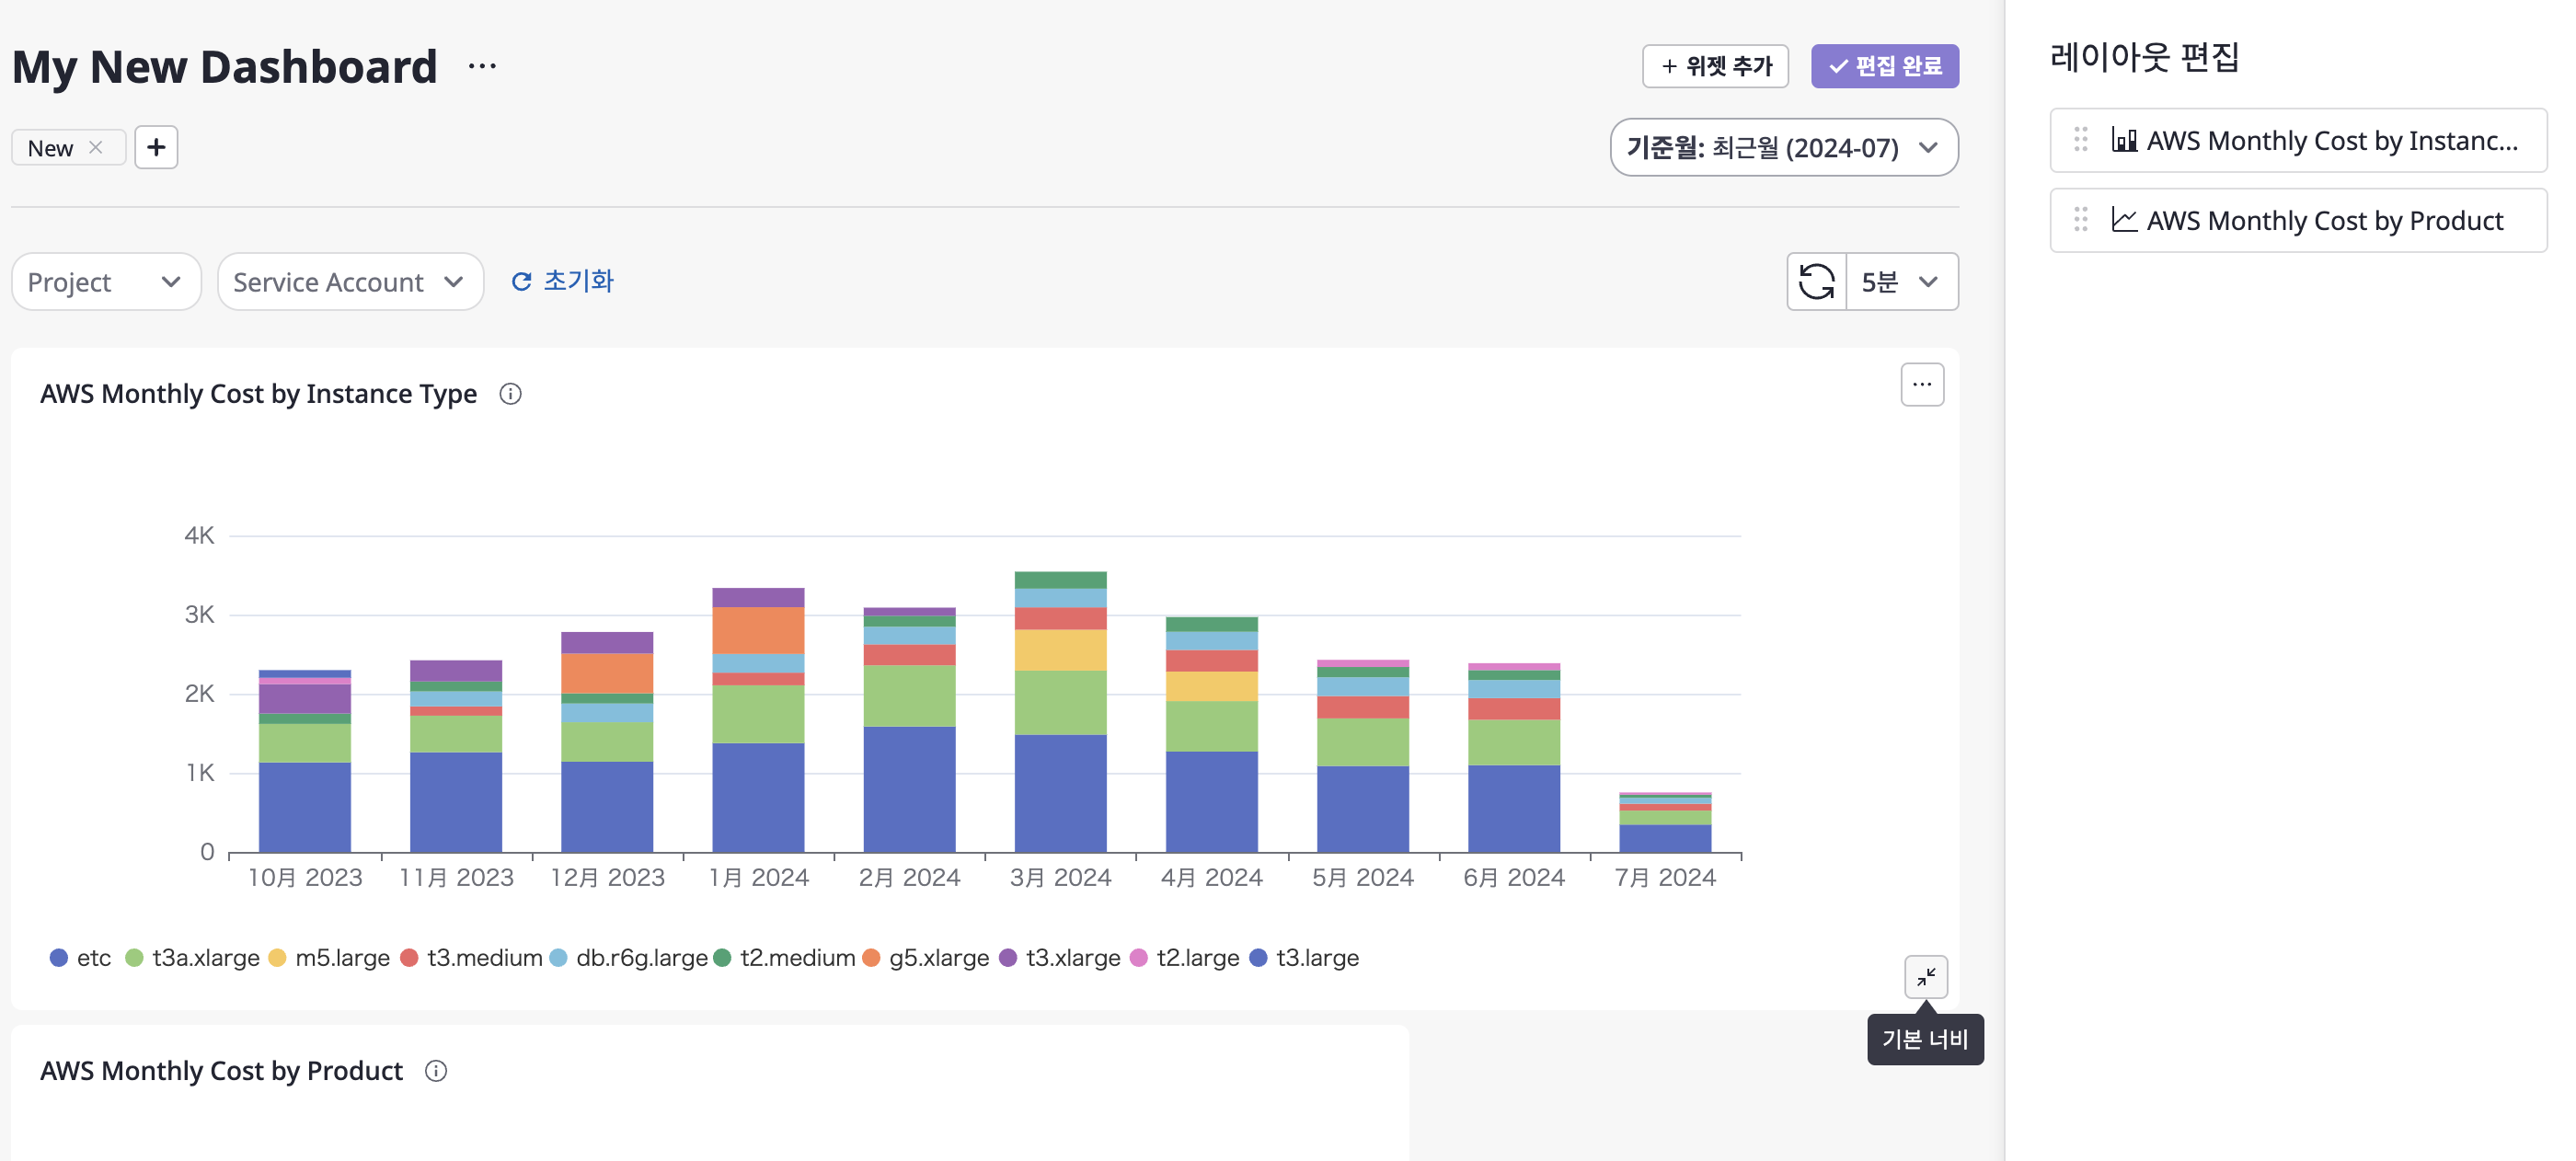 My New Dashboard ...
+ 위젯 추가
편집 완료
New
기준월: 최근월 (2024-07)
Project
Service Account
초기화
5분
AWS Monthly Cost by Instance Type
4K
3K
2K
1K
0
10月 2023
11月 2023
12月 2023
1月 2024
2月 2024
3月 2024
4月 2024
5月 2024
6月 2024
7月 2024
etc
t3a.xlarge
m5.large
t3.medium
db.r6g.large
t2.medium
g5.xlarge
t3.xlarge
t2.large
t3.large
기본 너비
AWS Monthly Cost by Product
레이아웃 편집
AWS Monthly Cost by Instanc...
AWS Monthly Cost by Product